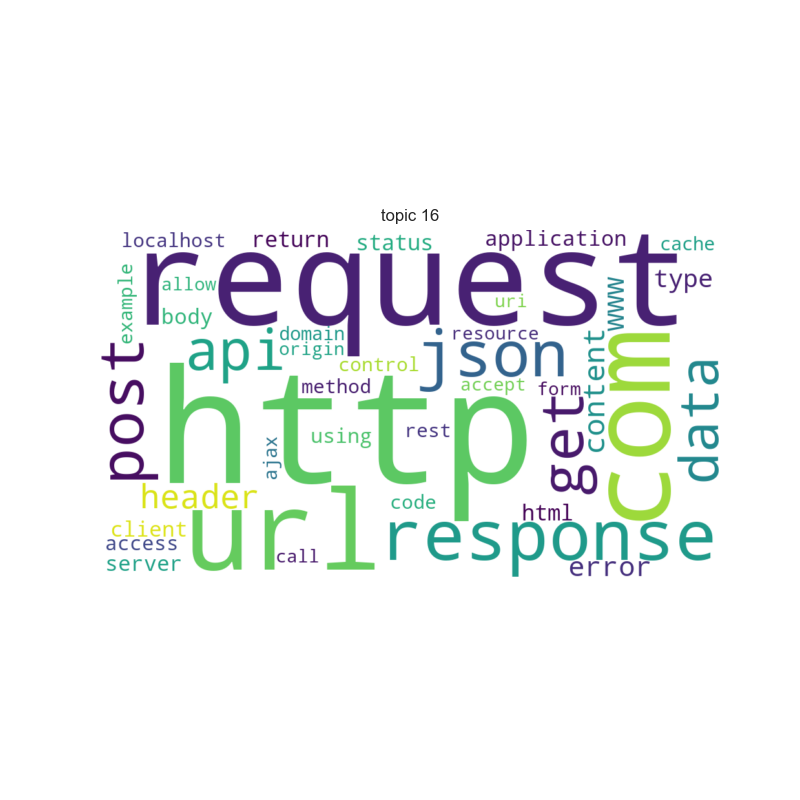 topic 16
localhost
return
status
application
cache
request
example
allow
body
uri
www
type
domain
origin
resource
api
json
control
content
com
post
http
method
accept
form
get
data
using
rest
ajax
header
url
code
html
response
client
access
server
call
error